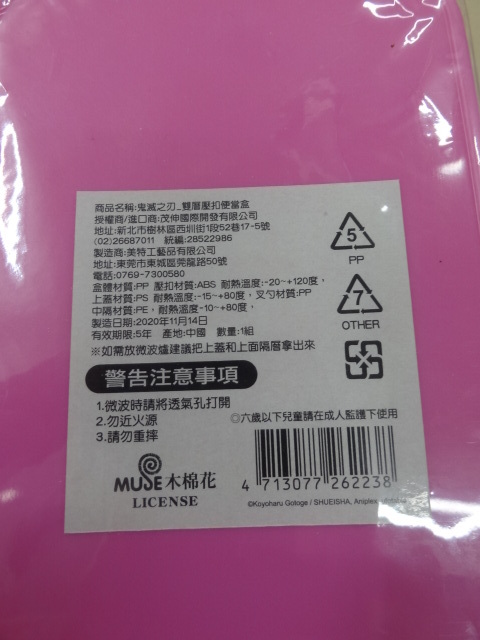 商品名稱:鬼滅之刃_雙層壓扣便當盒
授權商/進口商:茂伸國際開發有限公司
地址:新北市樹林區西圳街1段52巷17-5號
(02)26687011 統編:28522986
製造商:美特工藝品有限公司
地址:東莞市東城區莞龍路50號
電話:0769-7300580
盒體材質:PP 壓扣材質:ABS 耐熱溫度:-20~+120度,
上蓋材質:PS 耐熱溫度:-15~+80度, 叉勺材質:PP
中隔材質:PE, 耐熱溫度-10~+80度,
製造日期:2020年11月14日
有效期限:5年 產地:中國 數量:1組
※如需放微波爐建議把上蓋和上面隔層拿出來
5
PP
7
OTHER
警告注意事項
1.微波時請將透氣孔打開
2.勿近火源
3.請勿重摔
◎六歲以下兒童請在成人監護下使用
MUSE木棉花
LICENSE
4 713077 262238
©Koyoharu Gotoge / SHUEISHA, Aniplex, ufotable